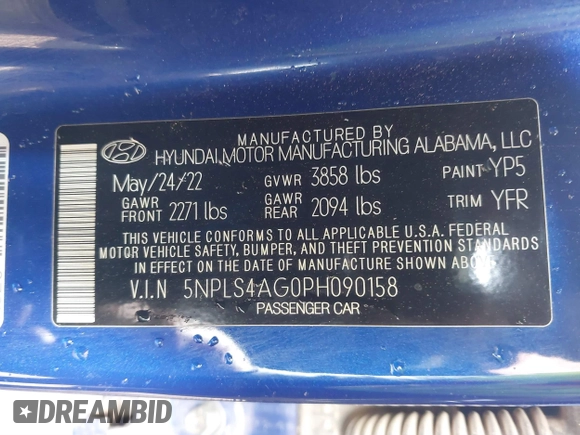 MANUFACTURED BY
HYUNDAI MOTOR MANUFACTURING ALABAMA, LLC
May/24/22 GVWR 3858 lbs PAINT YP5
GAWR FRONT 2271 lbs GAWR REAR 2094 lbs TRIM YFR
THIS VEHICLE CONFORMS TO ALL APPLICABLE U.S.A. FEDERAL
MOTOR VEHICLE SAFETY, BUMPER, AND THEFT PREVENTION STANDARDS
IN EFFECT ON THE DATE OF MANUFACTURE SHOWN ABOVE.
V.I.N 5NPLS4AG0PH090158
PASSENGER CAR
DREAMBID